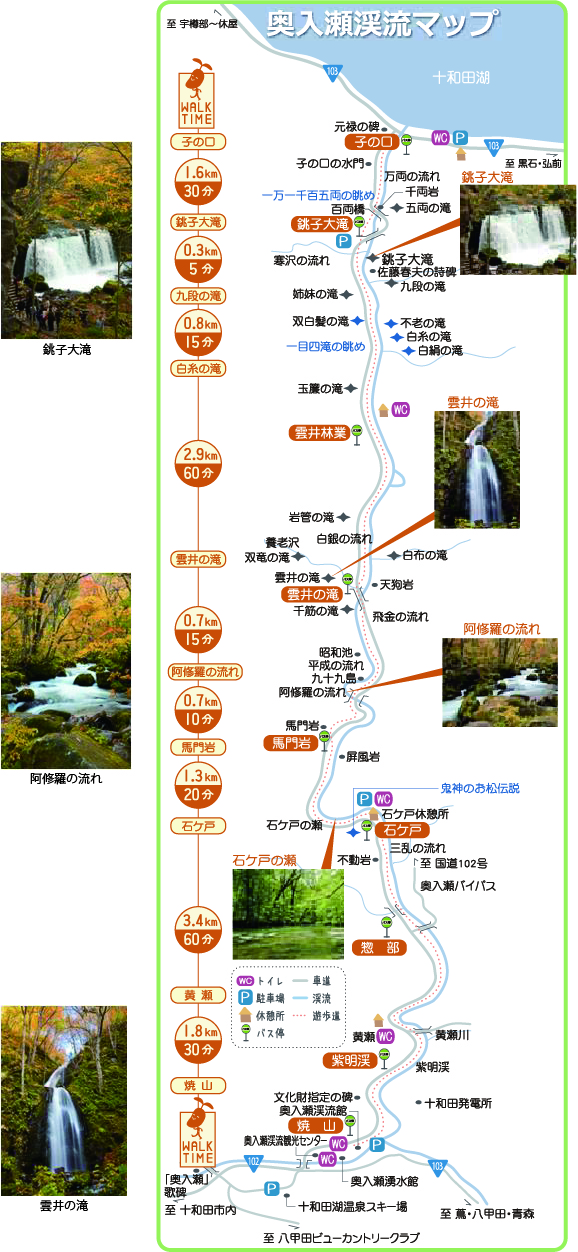 奥入瀬渓流マップ
至 宇樽部〜休屋
十和田湖
103
WALK
TIME
元禄の碑
子の口
子の口
WC
P
103
至 黒石・弘前
子の口の水門
万両の流れ
1.6km
30分
千両岩
銚子大滝
一万一千百五両の眺め
百両橋
五両の滝
銚子大滝
銚子大滝
P
0.3km
5分
寒沢の流れ
銚子大滝
佐藤春夫の詩碑
九段の滝
九段の滝
姉妹の滝
銚子大滝
0.8km
15分
双白髪の滝
不老の滝
白糸の滝
一目四滝の眺め
白絹の滝
白糸の滝
玉簾の滝
雲井の滝
WC
雲井林業
2.9km
60分
岩管の滝
白銀の流れ
養老沢
双竜の滝
白布の滝
雲井の滝
雲井の滝
天狗岩
雲井の滝
千筋の滝
飛金の流れ
0.7km
15分
阿修羅の流れ
昭和池
平成の流れ
九十九島
阿修羅の流れ
阿修羅の流れ
0.7km
10分
馬門岩
馬門岩
馬門岩
屏風岩
阿修羅の流れ
1.3km
20分
鬼神のお松伝説
P
WC
石ケ戸休憩所
石ケ戸
石ケ戸の瀬
石ケ戸
三乱の流れ
石ケ戸の瀬
不動岩
至 国道102号
奥入瀬バイパス
3.4km
60分
惣 部
WC トイレ
車道
P 駐車場
渓流
休憩所
遊歩道
バス停
黄 瀬
1.8km
30分
黄瀬
WC
黄瀬川
紫明渓
紫明渓
焼 山
文化財指定の碑
奥入瀬渓流館
十和田発電所
WALK
TIME
焼 山
奥入瀬渓流観光センター
WC
P
102
WC
103
「奥入瀬」
歌碑
奥入瀬湧水館
P
十和田湖温泉スキー場
雲井の滝
至 十和田市内
至 蔦・八甲田・青森
至 八甲田ビューカントリークラブ